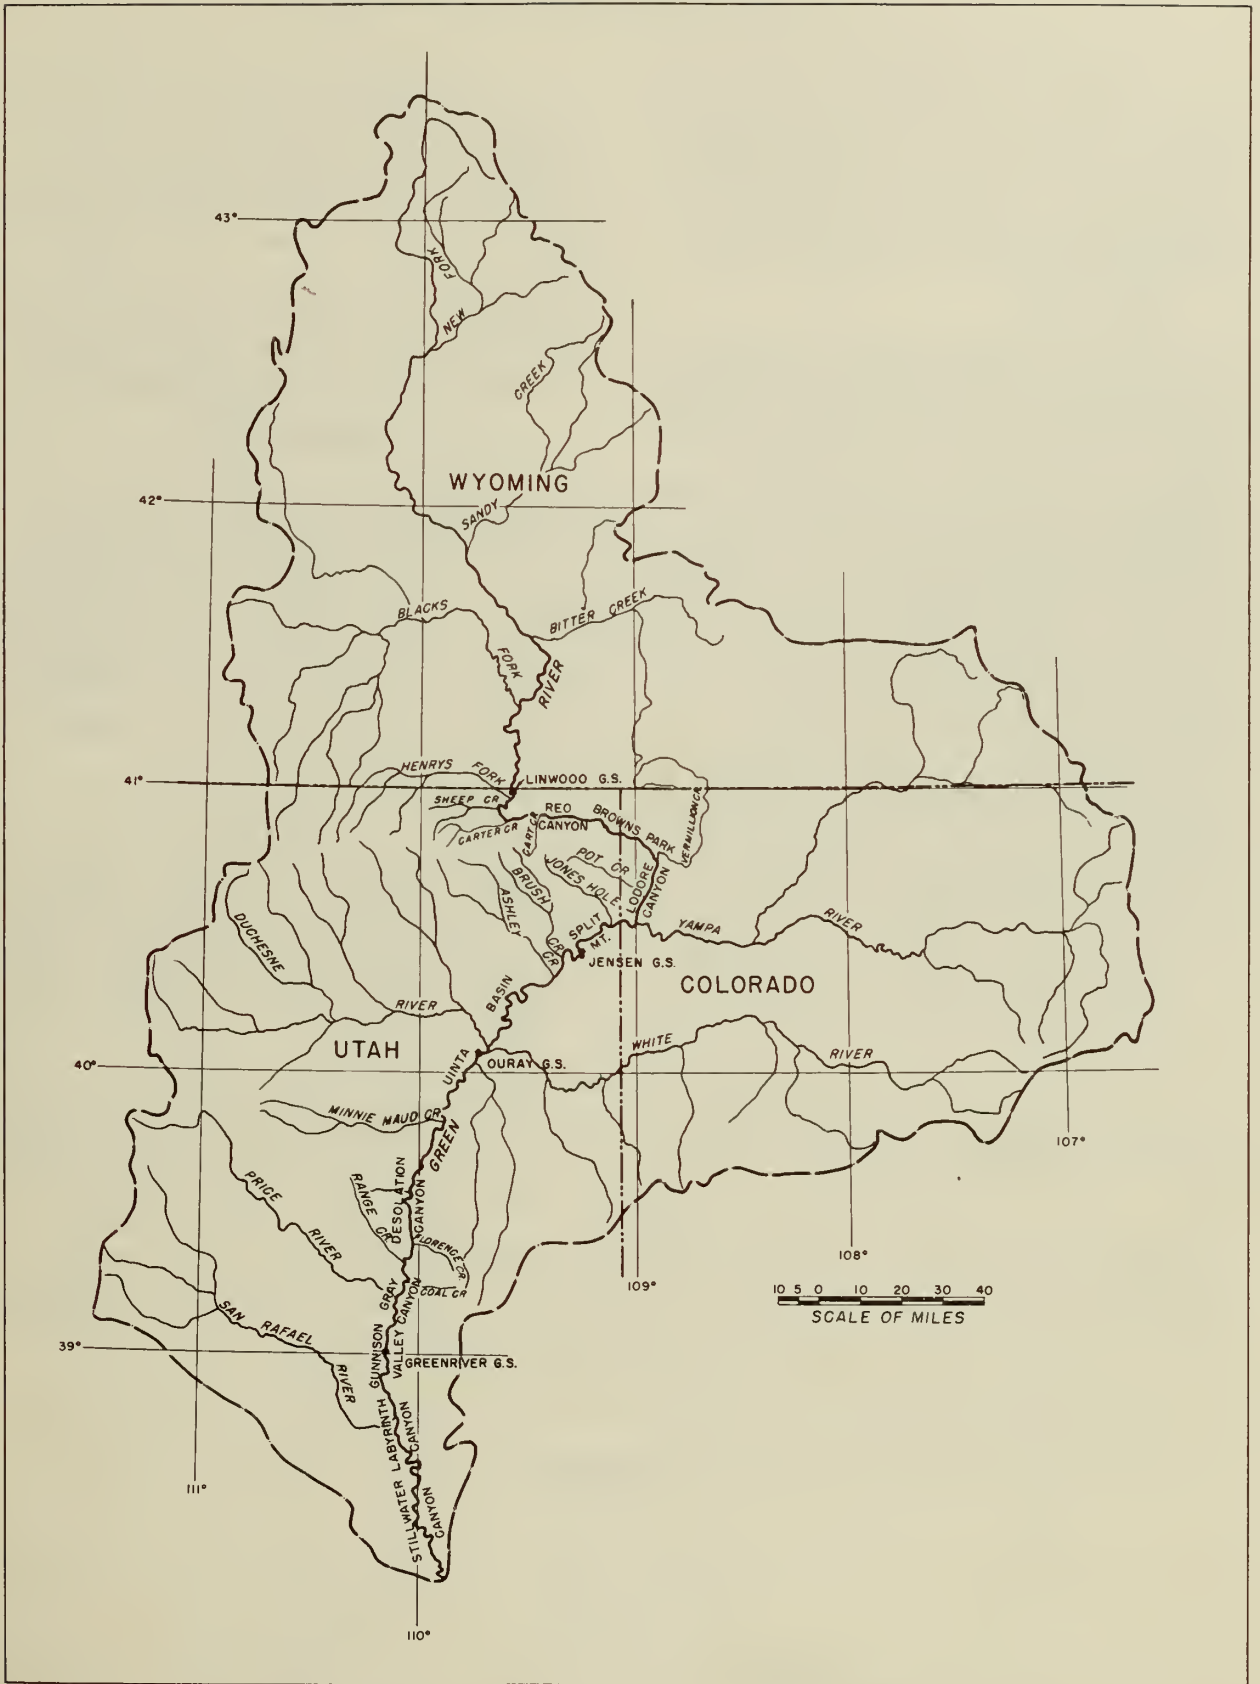 43°
FORK
NEW
CREEK
WYOMING
42°
SANDY
BLACKS
BITTER CREEK
FORK
RIVER
HENRYS FORK
41°
LINWOOO G.S.
SHEEP CR
REO
CANYON
BROWNS PARK
VERMILLION CR.
CARTER CR
CART CR
POT CR
JONES HOLE
LODORE
CANYON
BRUSH
CR
ASHLEY
CR
SPLIT
MT.
YAMPA
RIVER
DUCHESNE
JENSEN G.S.
COLORADO
BASIN
RIVER
UTAH
WHITE
RIVER
40°
UINTA
OURAY G.S.
MINNIE MAUD CR.
GREEN
107°
DESOLATION
CANYON
RANGE CR.
PRICE
RIVER
FLORENCE CR.
108°
GRAY
CANYON
COAL CR
109°
10 5 0 10 20 30 40
SCALE OF MILES
SAN RAFAEL
RIVER
39°
GUNNISON
VALLEY
GREENRIVER G.S.
LABYRINTH
CANYON
111°
STILLWATER
CANYON
110°